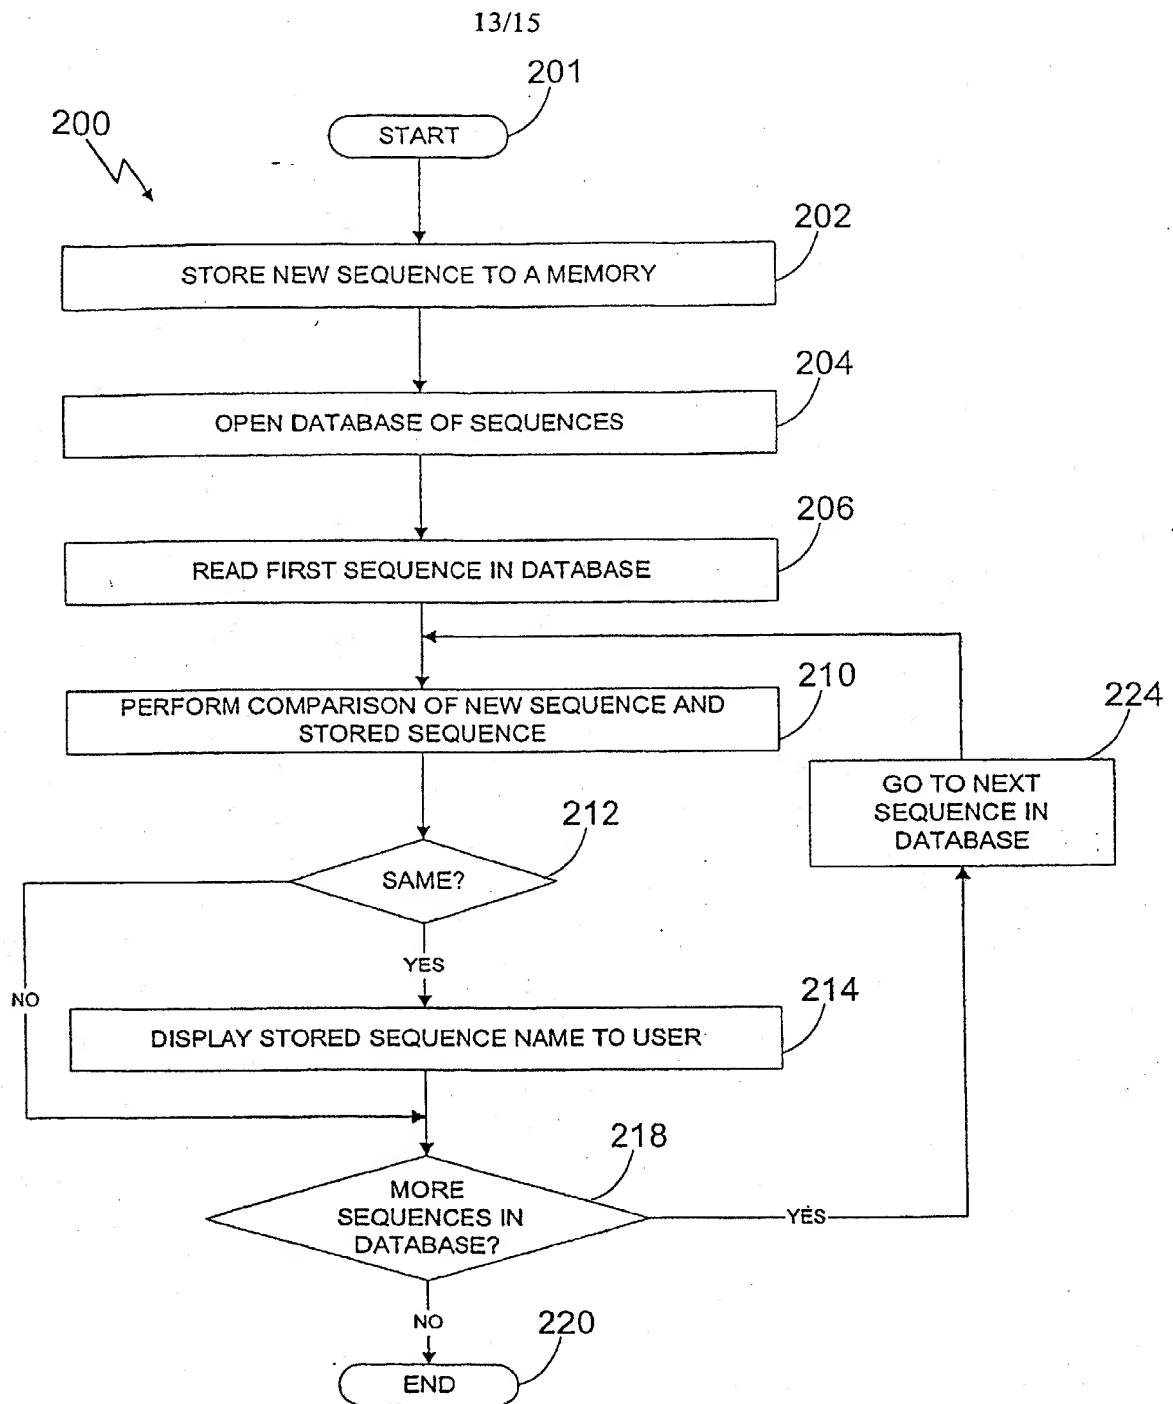 13/15
201
200
START
202
STORE NEW SEQUENCE TO A MEMORY
204
OPEN DATABASE OF SEQUENCES
206
READ FIRST SEQUENCE IN DATABASE
210
PERFORM COMPARISON OF NEW SEQUENCE AND
STORED SEQUENCE
224
GO TO NEXT
SEQUENCE IN
DATABASE
212
SAME?
YES
NO
214
DISPLAY STORED SEQUENCE NAME TO USER
218
MORE
SEQUENCES IN
DATABASE?
YES
NO
220
END